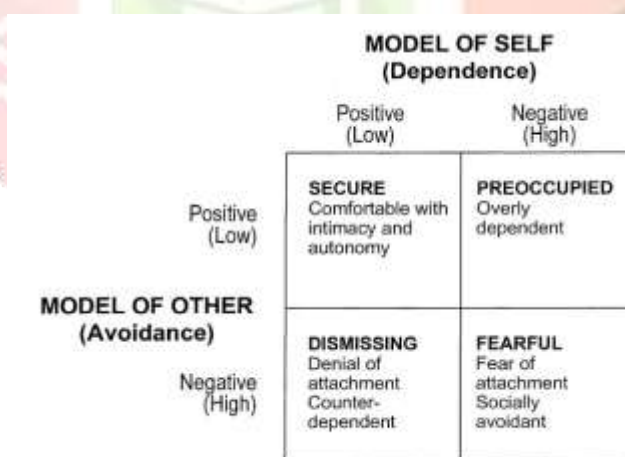 MODEL OF SELF
(Dependence)
Positive
(Low)
Negative
(High)
Positive
(Low)
SECURE
Comfortable with
intimacy and
autonomy
PREOCCUPIED
Overly
dependent
MODEL OF OTHER
(Avoidance)
Negative
(High)
DISMISSING
Denial of
attachment
Counter-
dependent
FEARFUL
Fear of
attachment
Socially
avoidant